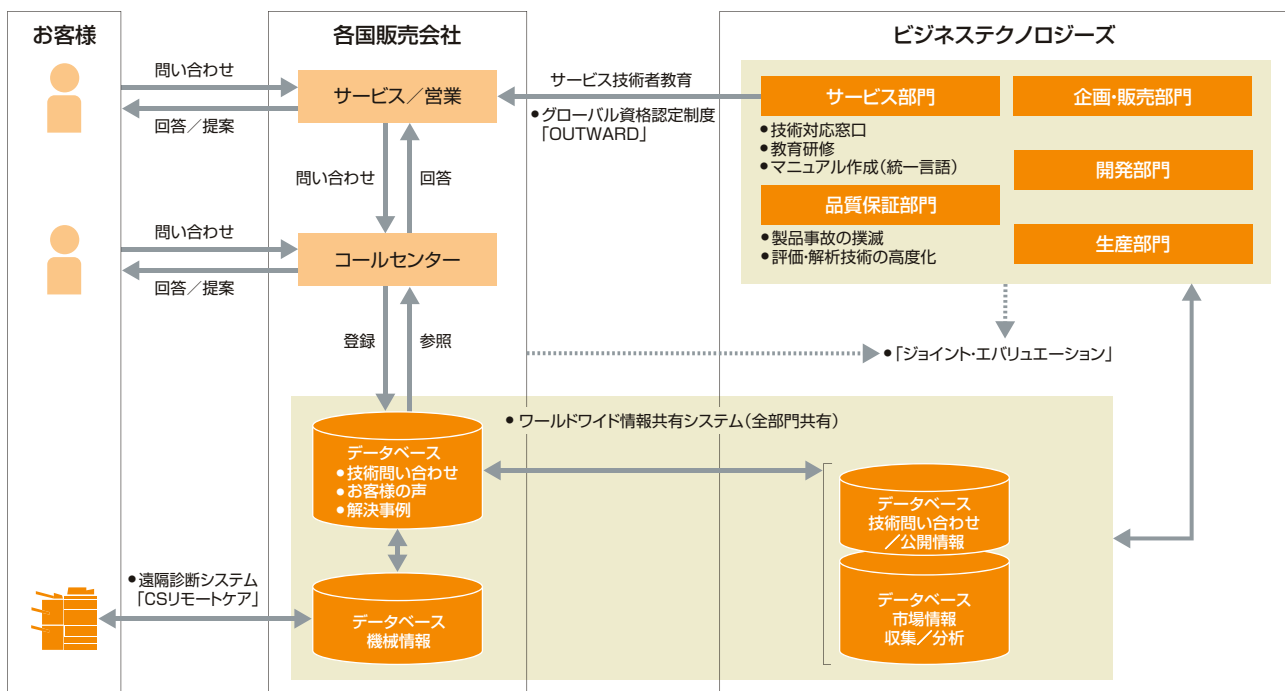 お客様
各国販売会社
ビジネステクノロジーズ
問い合わせ
回答／提案
サービス／営業
サービス技術者教育
●グローバル資格認定制度
「OUTWARD」
サービス部門
●技術対応窓口
●教育研修
●マニュアル作成（統一言語）
企画・販売部門
開発部門
品質保証部門
●製品事故の撲滅
●評価・解析技術の高度化
生産部門
問い合わせ
回答
問い合わせ
回答／提案
コールセンター
登録
参照
●「ジョイント・エバリュエーション」
●ワールドワイド情報共有システム（全部門共有）
データベース
●技術問い合わせ
●お客様の声
●解決事例
データベース
技術問い合わせ
／公開情報
データベース
市場情報
収集／分析
●遠隔診断システム
「CSリモートケア」
データベース
機械情報